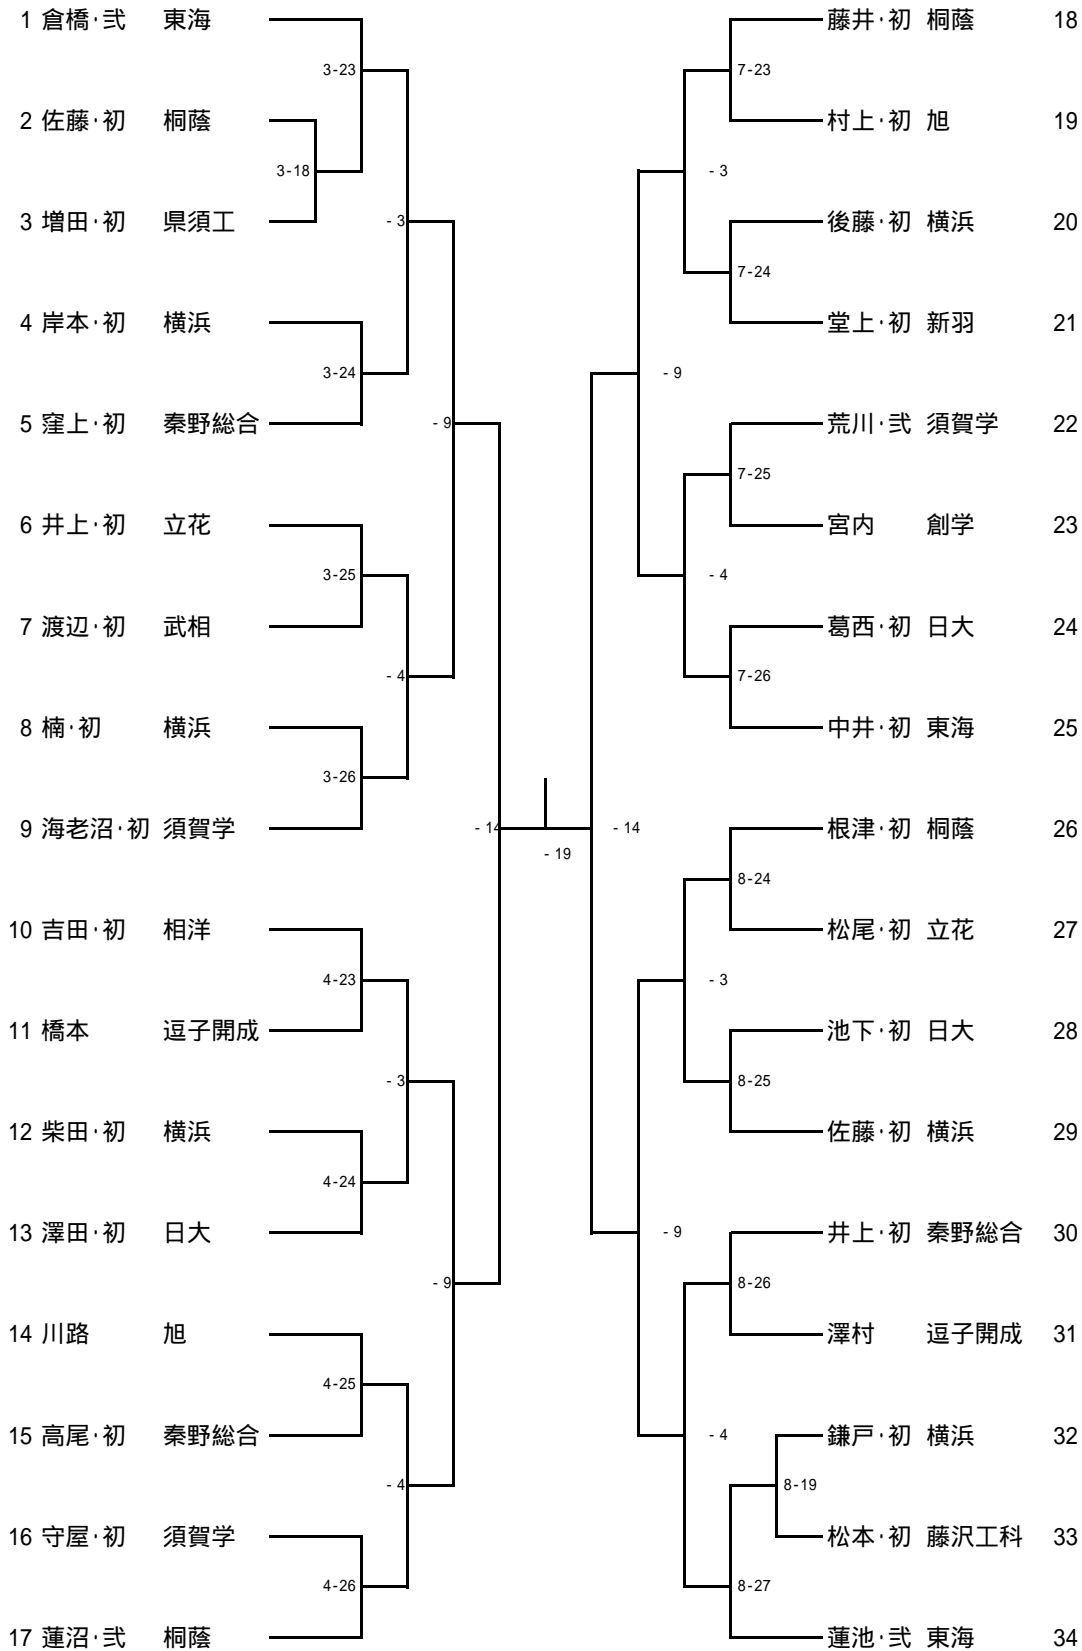 1 倉橋・弐 東海
3-23
2 佐藤・初 桐蔭
3-18
3 増田・初 県須工
- 3
4 岸本・初 横浜
3-24
5 窪上・初 秦野総合
- 9
6 井上・初 立花
3-25
7 渡辺・初 武相
- 4
8 楠・初 横浜
3-26
9 海老沼・初 須賀学
- 14
10 吉田・初 相洋
4-23
11 橋本 逗子開成
- 3
12 柴田・初 横浜
4-24
13 澤田・初 日大
- 9
14 川路 旭
4-25
15 高尾・初 秦野総合
- 4
16 守屋・初 須賀学
4-26
17 蓮沼・弐 桐蔭
- 19
藤井・初 桐蔭 18
7-23
村上・初 旭 19
- 3
後藤・初 横浜 20
7-24
堂上・初 新羽 21
- 9
荒川・弐 須賀学 22
7-25
宮内 創学 23
- 4
葛西・初 日大 24
7-26
中井・初 東海 25
- 14
根津・初 桐蔭 26
8-24
松尾・初 立花 27
- 3
池下・初 日大 28
8-25
佐藤・初 横浜 29
- 9
井上・初 秦野総合 30
8-26
澤村 逗子開成 31
- 4
鎌戸・初 横浜 32
8-19
松本・初 藤沢工科 33
8-27
蓮池・弐 東海 34